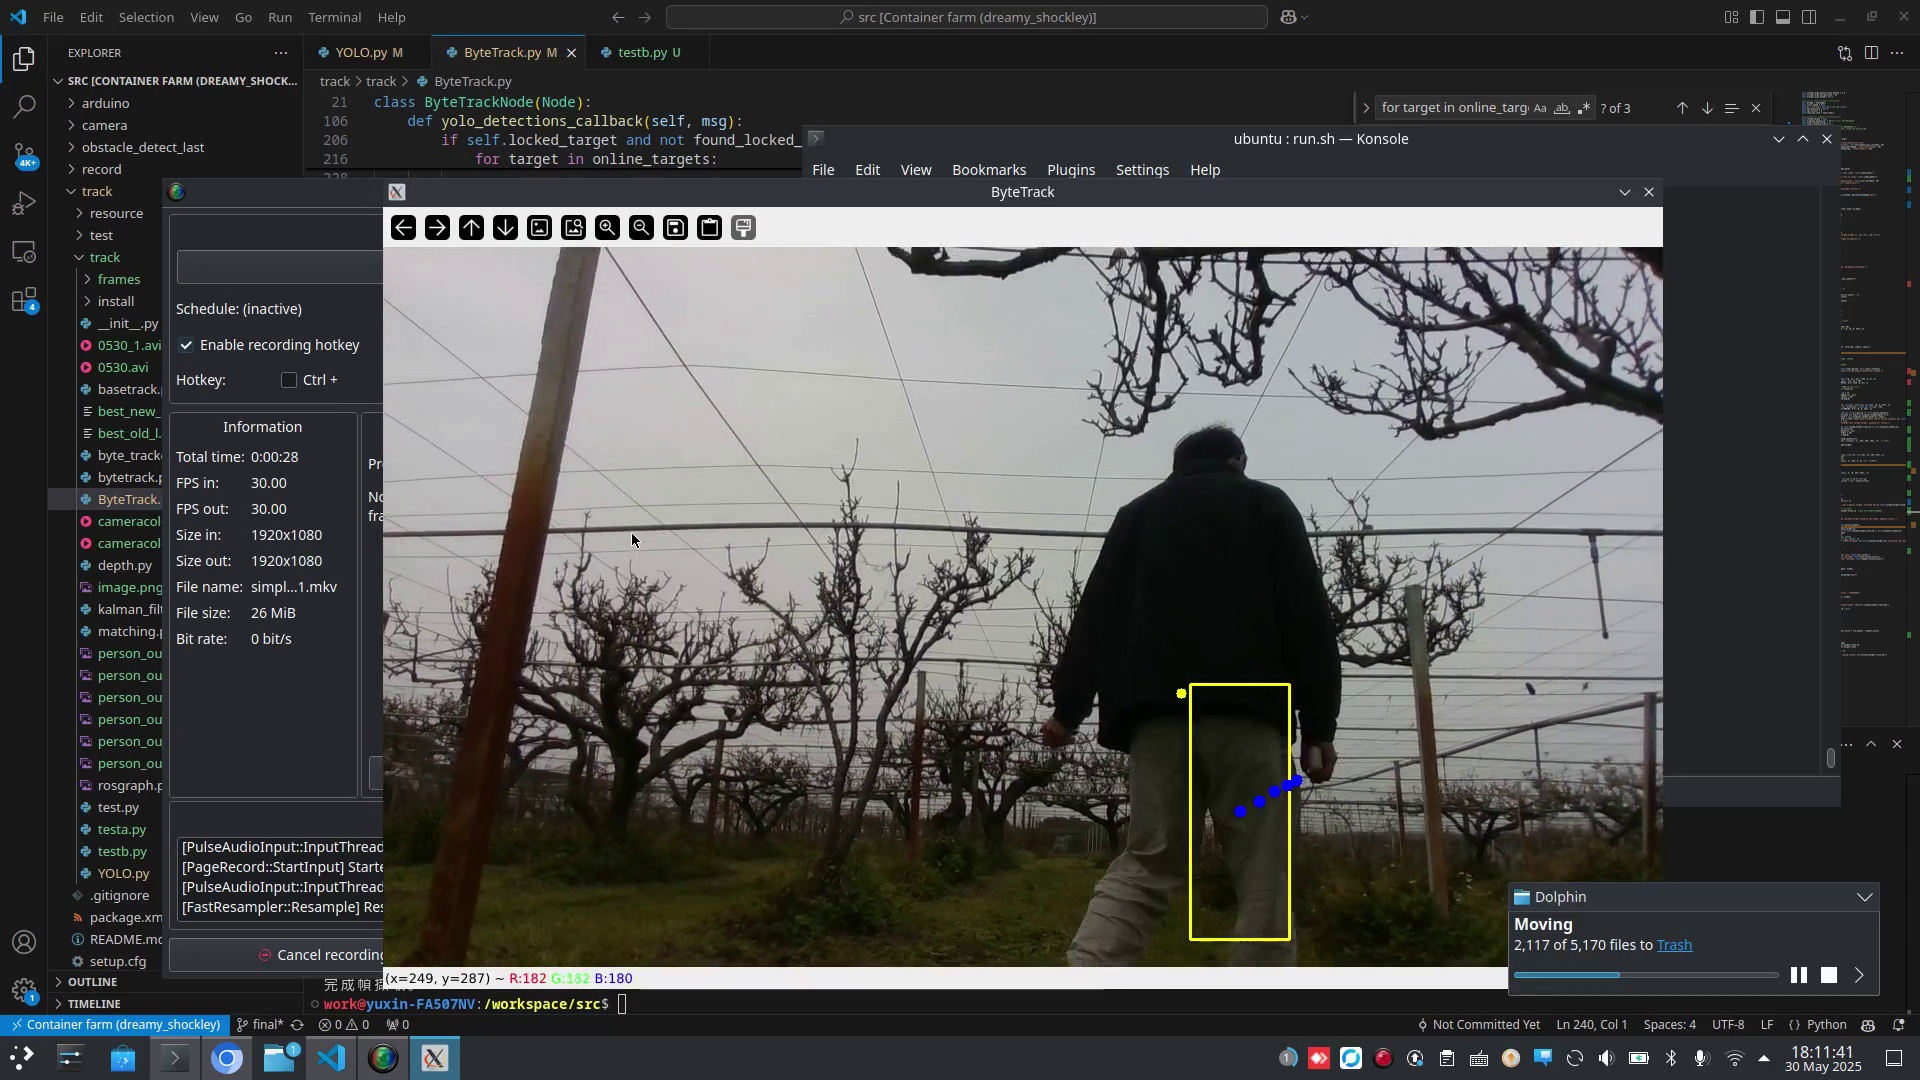 File Edit Selection View Go Run Terminal Help
src [Container farm (dreamy_shockley)]
EXPLORER
SRC [CONTAINER FARM (DREAMY_SHOCK...
arduino
camera
obstacle_detect_last
record
track
resource
test
track
frames
install
__init__.py
0530_1.avi
0530.avi
basetrack.
best_new_
best_old_l.
byte_track
bytetrack.p
ByteTrack.
cameracol
cameracol
depth.py
image.png
kalman_fil
matching.p
person_ou
person_ou
person_ou
person_ou
person_ou
person_ou
rosgraph.p
test.py
testa.py
testb.py
YOLO.py
.gitignore
package.xm
README.md
setup.cfg
OUTLINE
TIMELINE
4K+
4
1
YOLO.py M
ByteTrack.py M
testb.py U
track > track > ByteTrack.py
21 class ByteTrackNode(Node):
106 def yolo_detections_callback(self, msg):
206 if self.locked_target and not found_locked_
216 for target in online_targets:
for target in online_targ
Aa ab .*
? of 3
ubuntu : run.sh — Konsole
File Edit View Bookmarks Plugins Settings Help
Schedule: (inactive)
Enable recording hotkey
Hotkey: Ctrl +
Information
Total time: 0:00:28
FPS in: 30.00
FPS out: 30.00
Size in: 1920x1080
Size out: 1920x1080
File name: simpl...1.mkv
File size: 26 MiB
Bit rate: 0 bit/s
Pr
No
fra
[PulseAudioInput::InputThread
[PageRecord::StartInput] Starte
[PulseAudioInput::InputThread
[FastResampler::Resample] Res
Cancel recording
ByteTrack
(x=249, y=287) ~ R:182 G:182 B:180
work@yuxin-FA507NV:/workspace/src$
Dolphin
Moving
2,117 of 5,170 files to Trash
Container farm (dreamy_shockley)
final*
0 0
0
Not Committed Yet
Ln 240, Col 1
Spaces: 4
UTF-8
LF
{} Python
1
1
18:11:41
30 May 2025